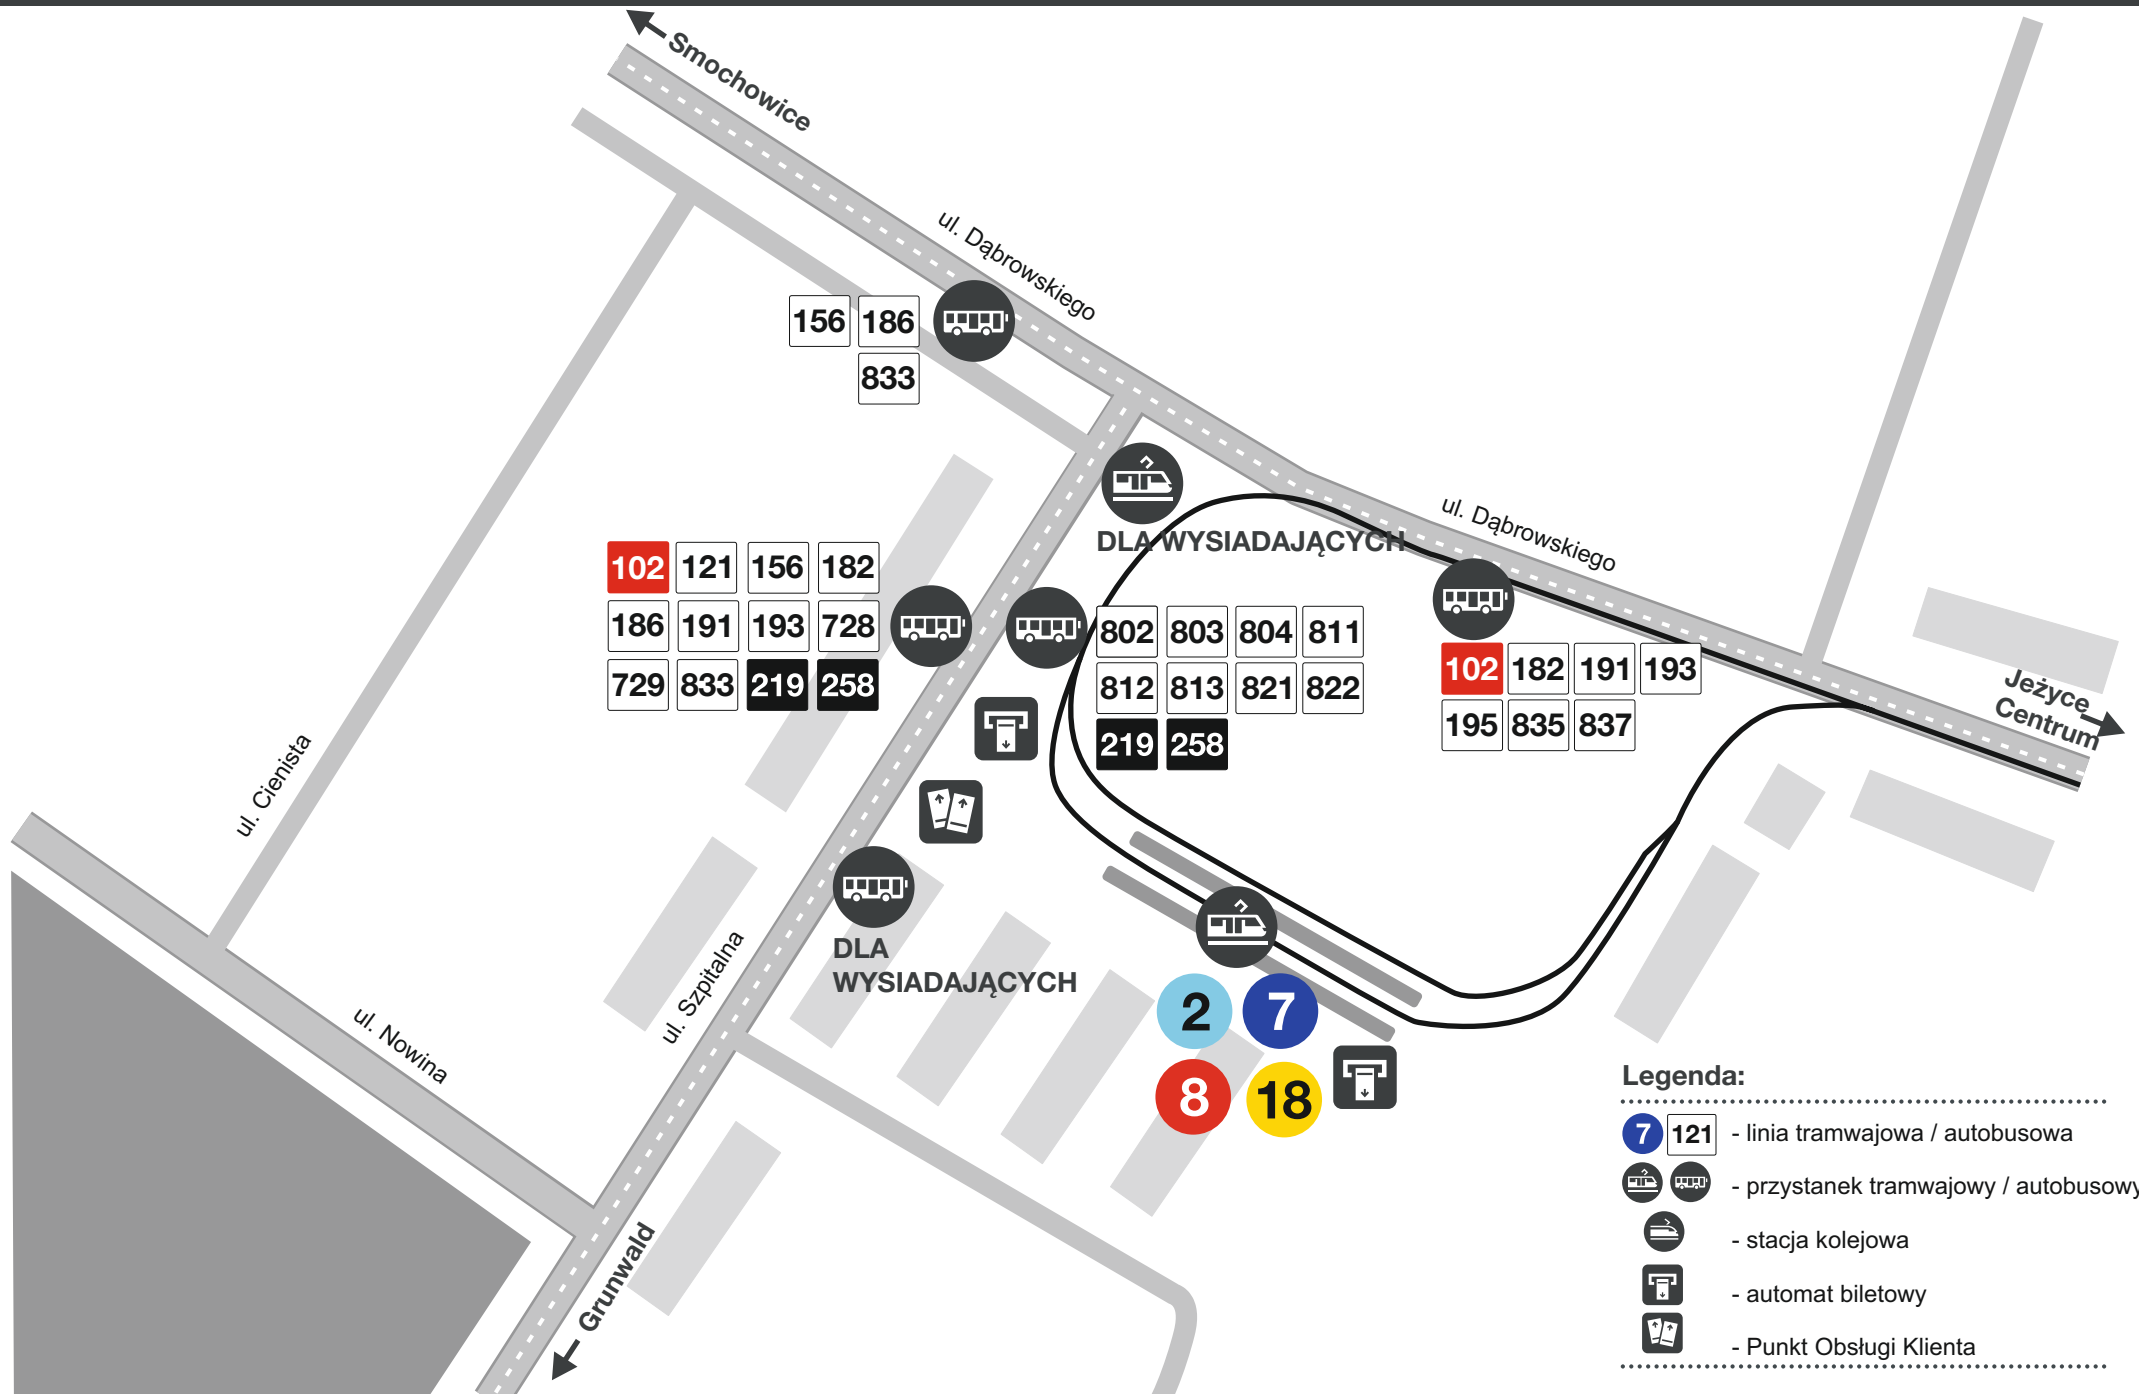 Smochowice
ul. Dąbrowskiego
156 186
833
ul. Dąbrowskiego
DLA WYSIADAJĄCYCH
102 121 156 182
186 191 193 728
729 833 219 258
802 803 804 811
812 813 821 822
219 258
102 182 191 193
195 835 837
Jeżyce
Centrum
ul. Cienista
DLA
WYSIADAJĄCYCH
ul. Szpitalna
ul. Nowina
2 7
8 18
Grunwald
Legenda:
7 121 - linia tramwajowa / autobusowa
- przystanek tramwajowy / autobusowy
- stacja kolejowa
- automat biletowy
- Punkt Obsługi Klienta